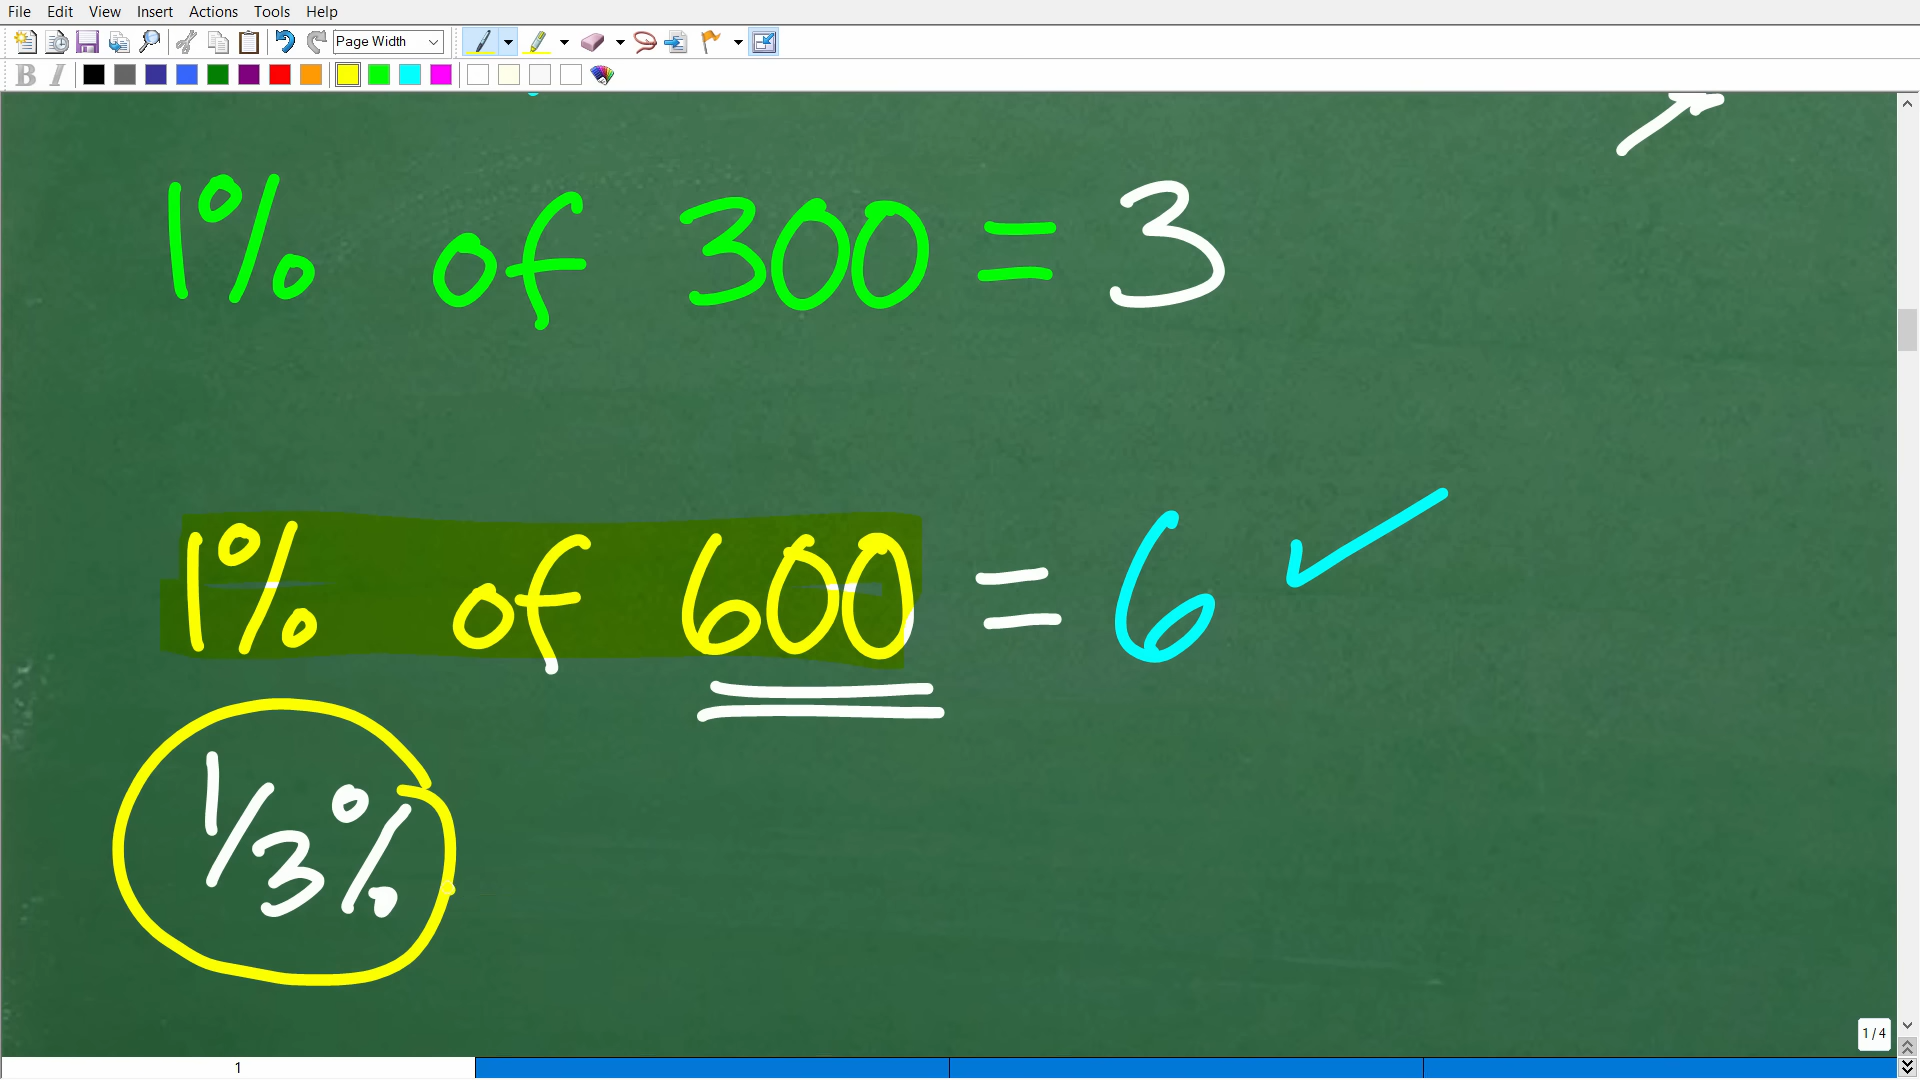 File Edit View Insert Actions Tools Help
Page Width
B I
1% of 300 = 3
1% of 600 = 6
1/3%
1 / 4
1